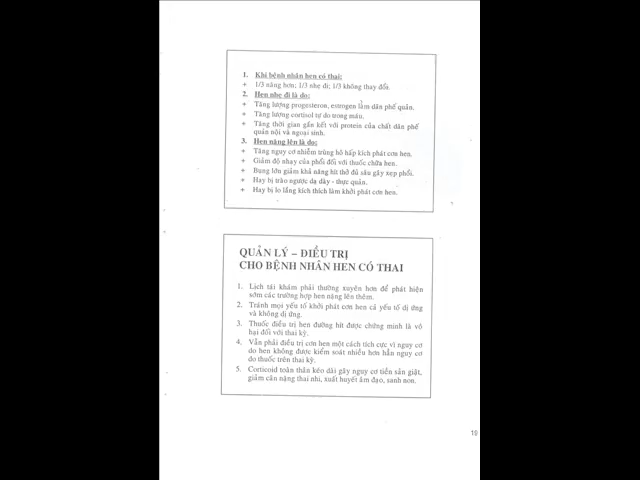 1. Khi bệnh nhân hen có thai:
+ 1/3 nặng hơn; 1/3 nhẹ đi; 1/3 không thay đổi.
2. Hen nhẹ đi là do:
+ Tăng lượng progesteron, estrogen làm dãn phế quản.
+ Tăng lượng cortisol tự do trong máu.
+ Tăng thời gian gắn kết với protein của chất dãn phế
quản nội và ngoại sinh.
3. Hen nặng lên là do:
+ Tăng nguy cơ nhiễm trùng hô hấp kích phát cơn hen.
+ Giảm độ nhạy của phổi đối với thuốc chữa hen.
+ Bụng lớn giảm khả năng hít thở đủ sâu gây xẹp phổi.
+ Hay bị trào ngược dạ dày - thực quản.
+ Hay bị lo lắng kích thích làm khởi phát cơn hen.
QUẢN LÝ – ĐIỀU TRỊ
CHO BỆNH NHÂN HEN CÓ THAI
1. Lịch tái khám phải thường xuyên hơn để phát hiện
sớm các trường hợp hen nặng lên thêm.
2. Tránh mọi yếu tố khởi phát cơn hen cả yếu tố dị ứng
và không dị ứng.
3. Thuốc điều trị hen đường hít được chứng minh là vô
hại đối với thai kỳ.
4. Vẫn phải điều trị cơn hen một cách tích cực vì nguy cơ
do hen không được kiểm soát nhiều hơn hẳn nguy cơ
do thuốc trên thai kỳ.
5. Corticoid toàn thân kéo dài gây nguy cơ tiền sản giật,
giảm cân nặng thai nhi, xuất huyết âm đạo, sanh non.
19